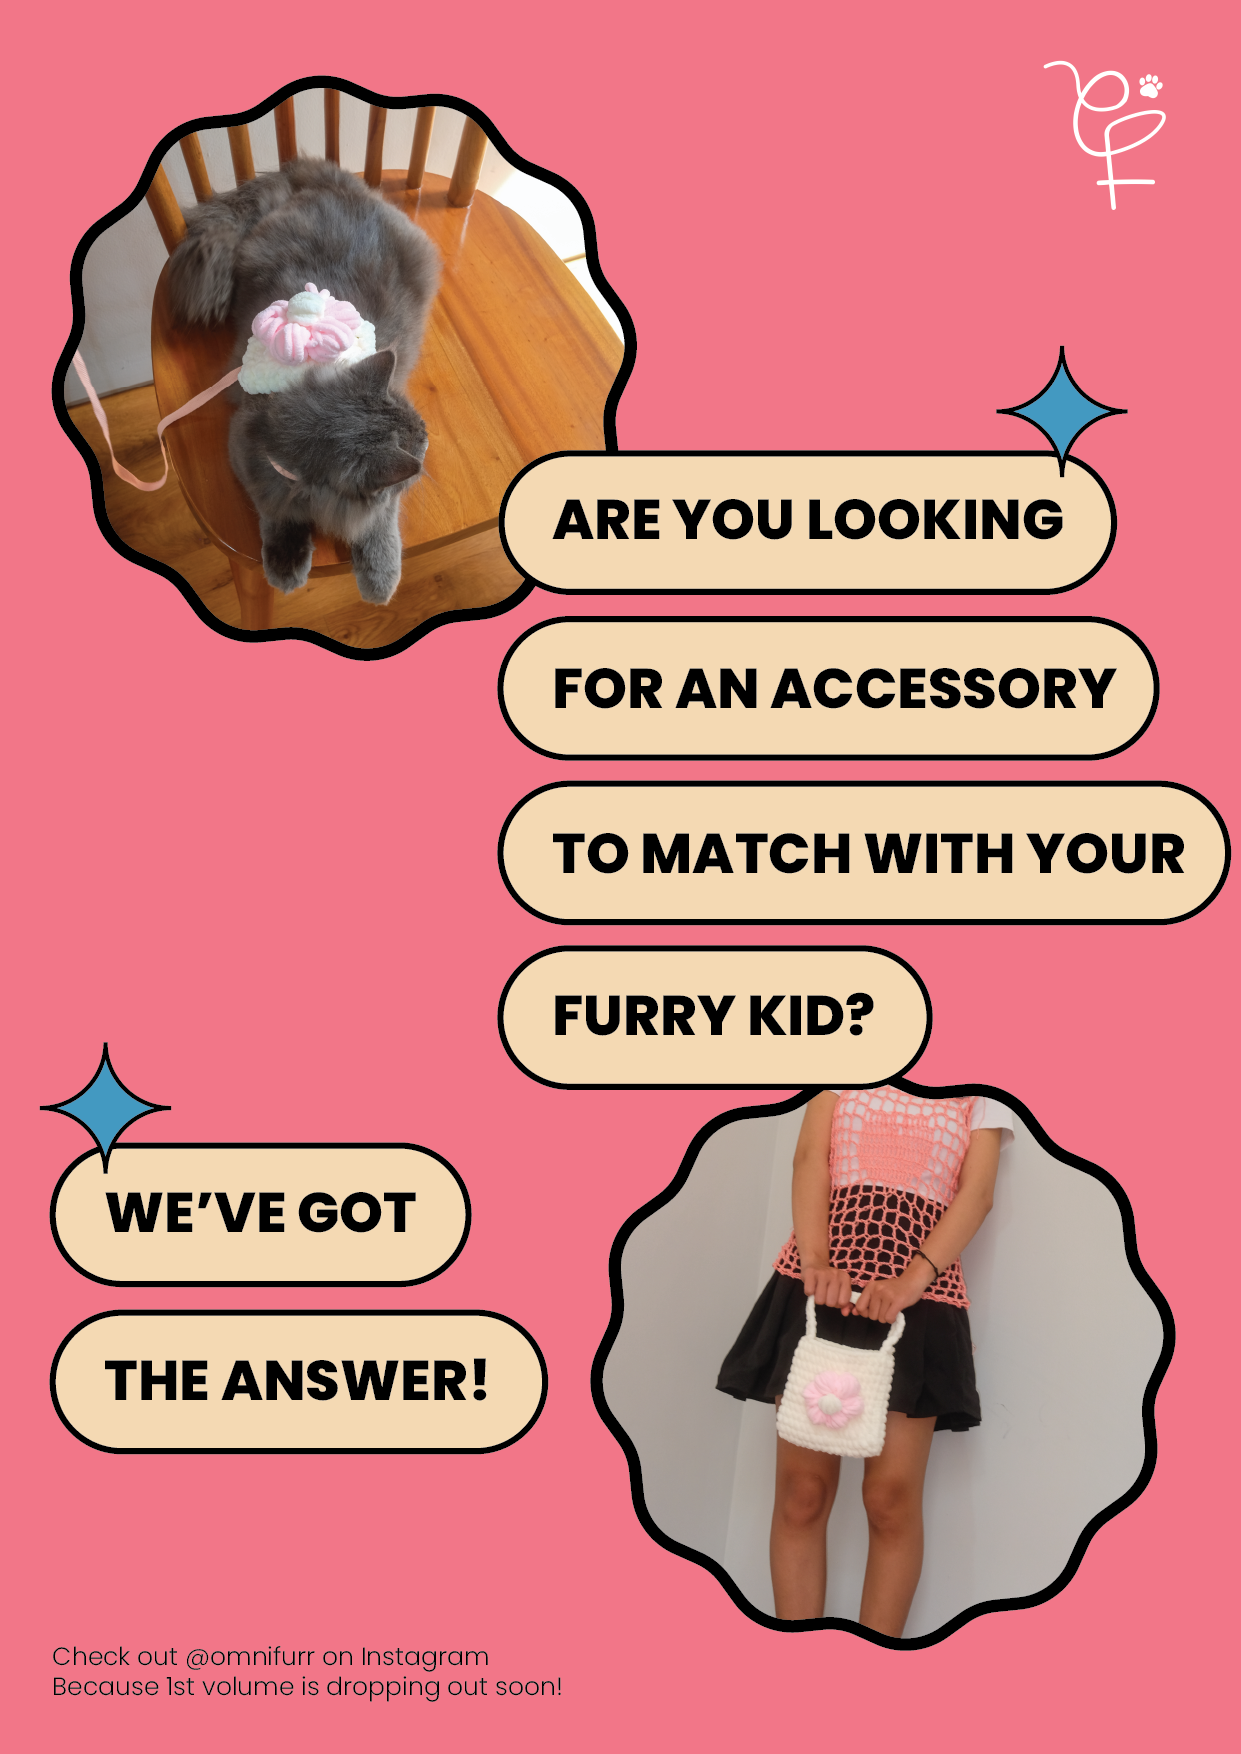 ARE YOU LOOKING
FOR AN ACCESSORY
TO MATCH WITH YOUR
FURRY KID?
WE’VE GOT
THE ANSWER!
Check out @omnifurr on Instagram
Because 1st volume is dropping out soon!